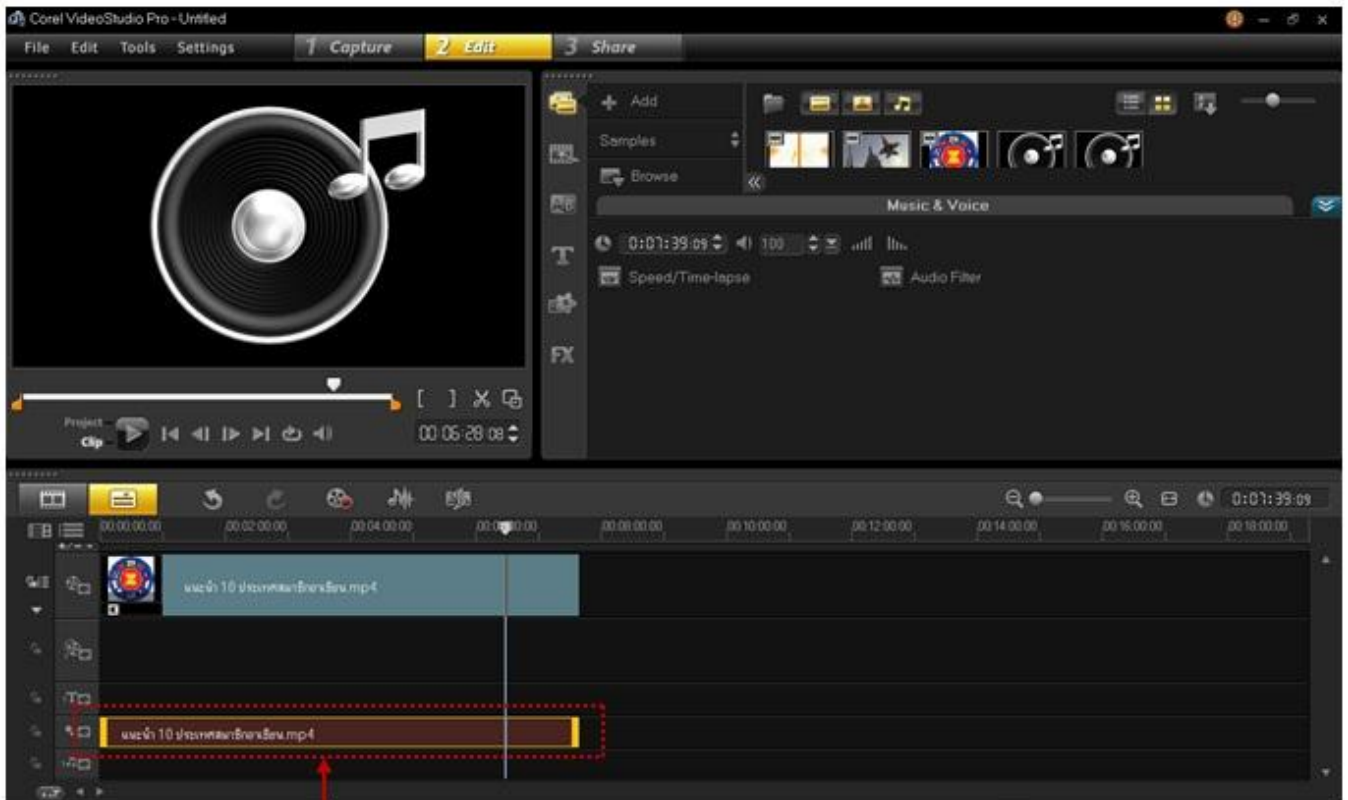 Corel VideoStudio Pro - Untitled
File Edit Tools Settings 1 Capture 2 Edit 3 Share
Add
Samples
Browse
Music & Voice
0:07:39:09 100
Speed/Time-lapse Audio Filter
AB
T
FX
Project
Clip
00:06:28:08
0:07:39:09
00:00:00:00 00:02:00:00 00:04:00:00 00:08:00:00 00:10:00:00 00:12:00:00 00:14:00:00 00:16:00:00 00:18:00:00
แนะนำ 10 ประเทศสมาชิกอาเซียน.mp4
แนะนำ 10 ประเทศสมาชิกอาเซียน.mp4